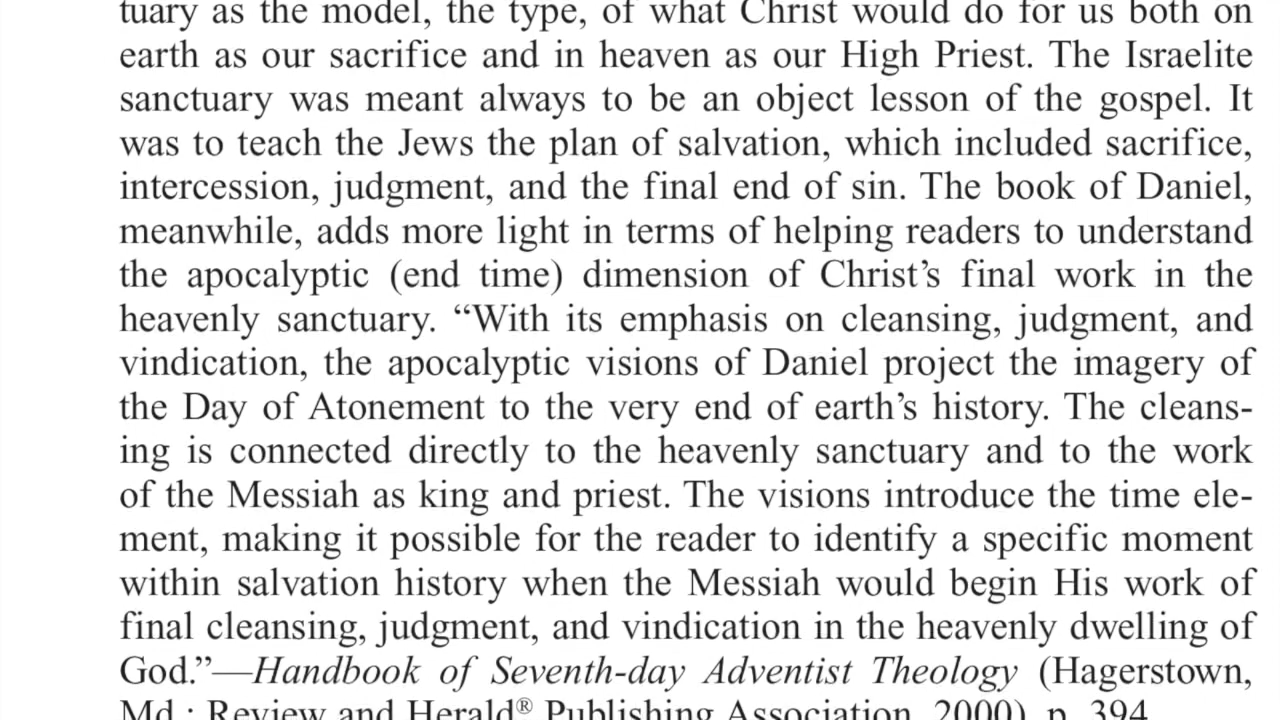 tuary as the model, the type, of what Christ would do for us both on
earth as our sacrifice and in heaven as our High Priest. The Israelite
sanctuary was meant always to be an object lesson of the gospel. It
was to teach the Jews the plan of salvation, which included sacrifice,
intercession, judgment, and the final end of sin. The book of Daniel,
meanwhile, adds more light in terms of helping readers to understand
the apocalyptic (end time) dimension of Christ’s final work in the
heavenly sanctuary. “With its emphasis on cleansing, judgment, and
vindication, the apocalyptic visions of Daniel project the imagery of
the Day of Atonement to the very end of earth’s history. The cleans-
ing is connected directly to the heavenly sanctuary and to the work
of the Messiah as king and priest. The visions introduce the time ele-
ment, making it possible for the reader to identify a specific moment
within salvation history when the Messiah would begin His work of
final cleansing, judgment, and vindication in the heavenly dwelling of
God.”—Handbook of Seventh-day Adventist Theology (Hagerstown,
Md.: Review and Herald® Publishing Association, 2000), p. 394.